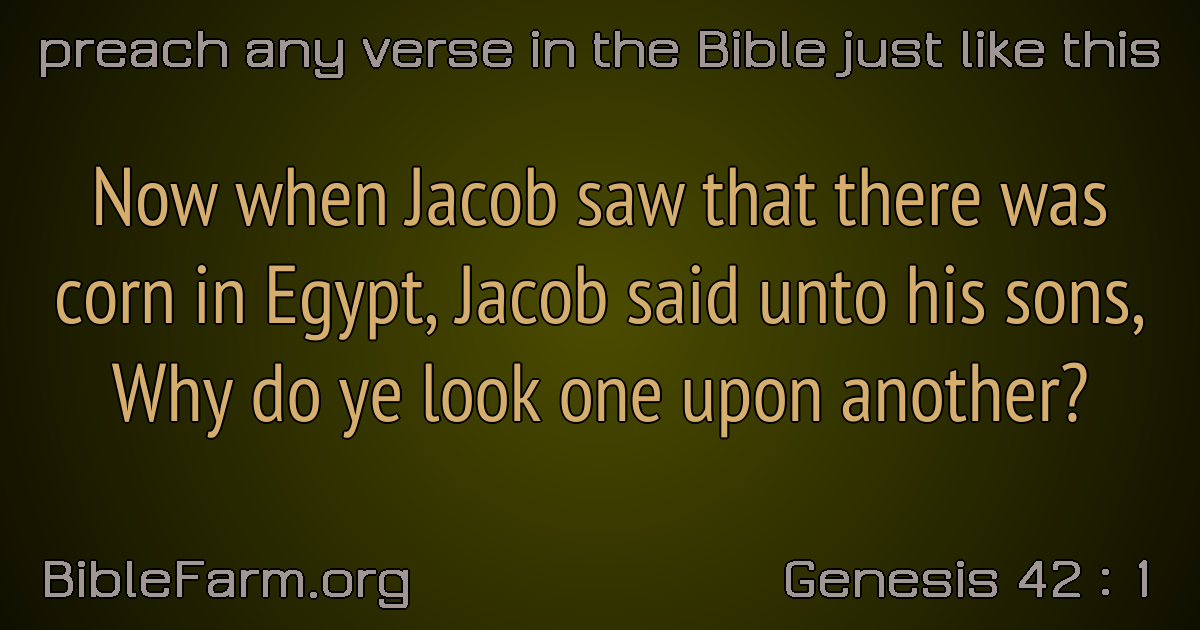 preach any verse in the Bible just like this
Now when Jacob saw that there was
corn in Egypt, Jacob said unto his sons,
Why do ye look one upon another?
BibleFarm.org
Genesis 42 : 1